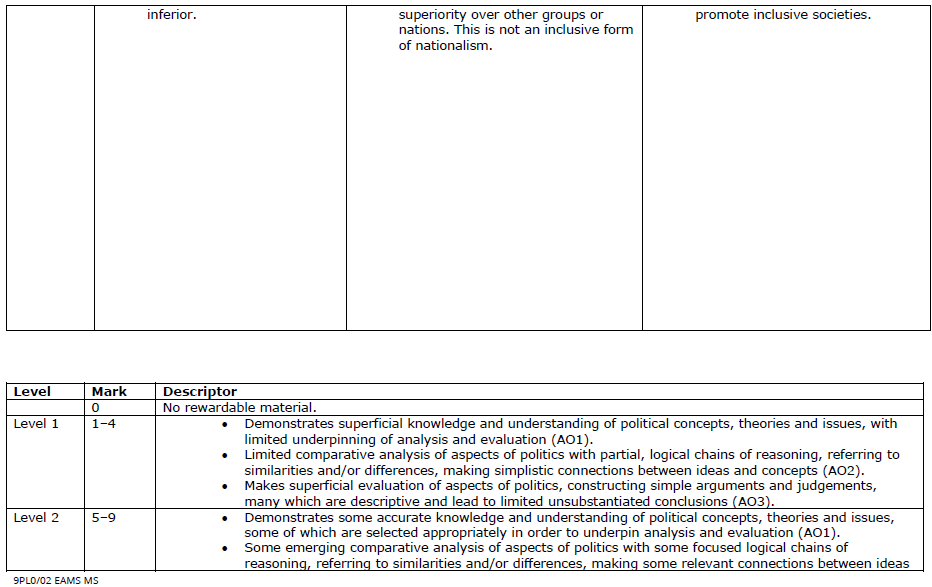 inferior.
superiority over other groups or
nations. This is not an inclusive form
of nationalism.
promote inclusive societies.
Level Mark Descriptor
0 No rewardable material.
Level 1 1–4 • Demonstrates superficial knowledge and understanding of political concepts, theories and issues, with
limited underpinning of analysis and evaluation (AO1).
• Limited comparative analysis of aspects of politics with partial, logical chains of reasoning, referring to
similarities and/or differences, making simplistic connections between ideas and concepts (AO2).
• Makes superficial evaluation of aspects of politics, constructing simple arguments and judgements,
many which are descriptive and lead to limited unsubstantiated conclusions (AO3).
Level 2 5–9 • Demonstrates some accurate knowledge and understanding of political concepts, theories and issues,
some of which are selected appropriately in order to underpin analysis and evaluation (AO1).
• Some emerging comparative analysis of aspects of politics with some focused logical chains of
reasoning, referring to similarities and/or differences, making some relevant connections between ideas
9PL0/02 EAMS MS